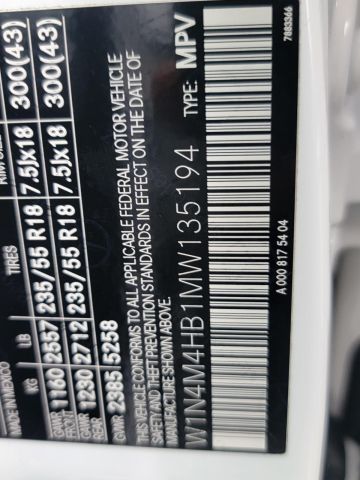 MADE IN MEXICO
KG LB TIRES
GAWR FRONT 1160 2557 235/55 R18 7.5Jx18 300(43)
GAWR REAR 1230 2712 235/55 R18 7.5Jx18 300(43)
GVWR 2385 5258
THIS VEHICLE CONFORMS TO ALL APPLICABLE FEDERAL MOTOR VEHICLE
AND THEFT PREVENTION STANDARDS IN EFFECT ON THE DATE OF
MANUFACTURE SHOWN ABOVE.
W1N4M4HB1MW135194 TYPE: MPV
A 000 817 54 04
7883366